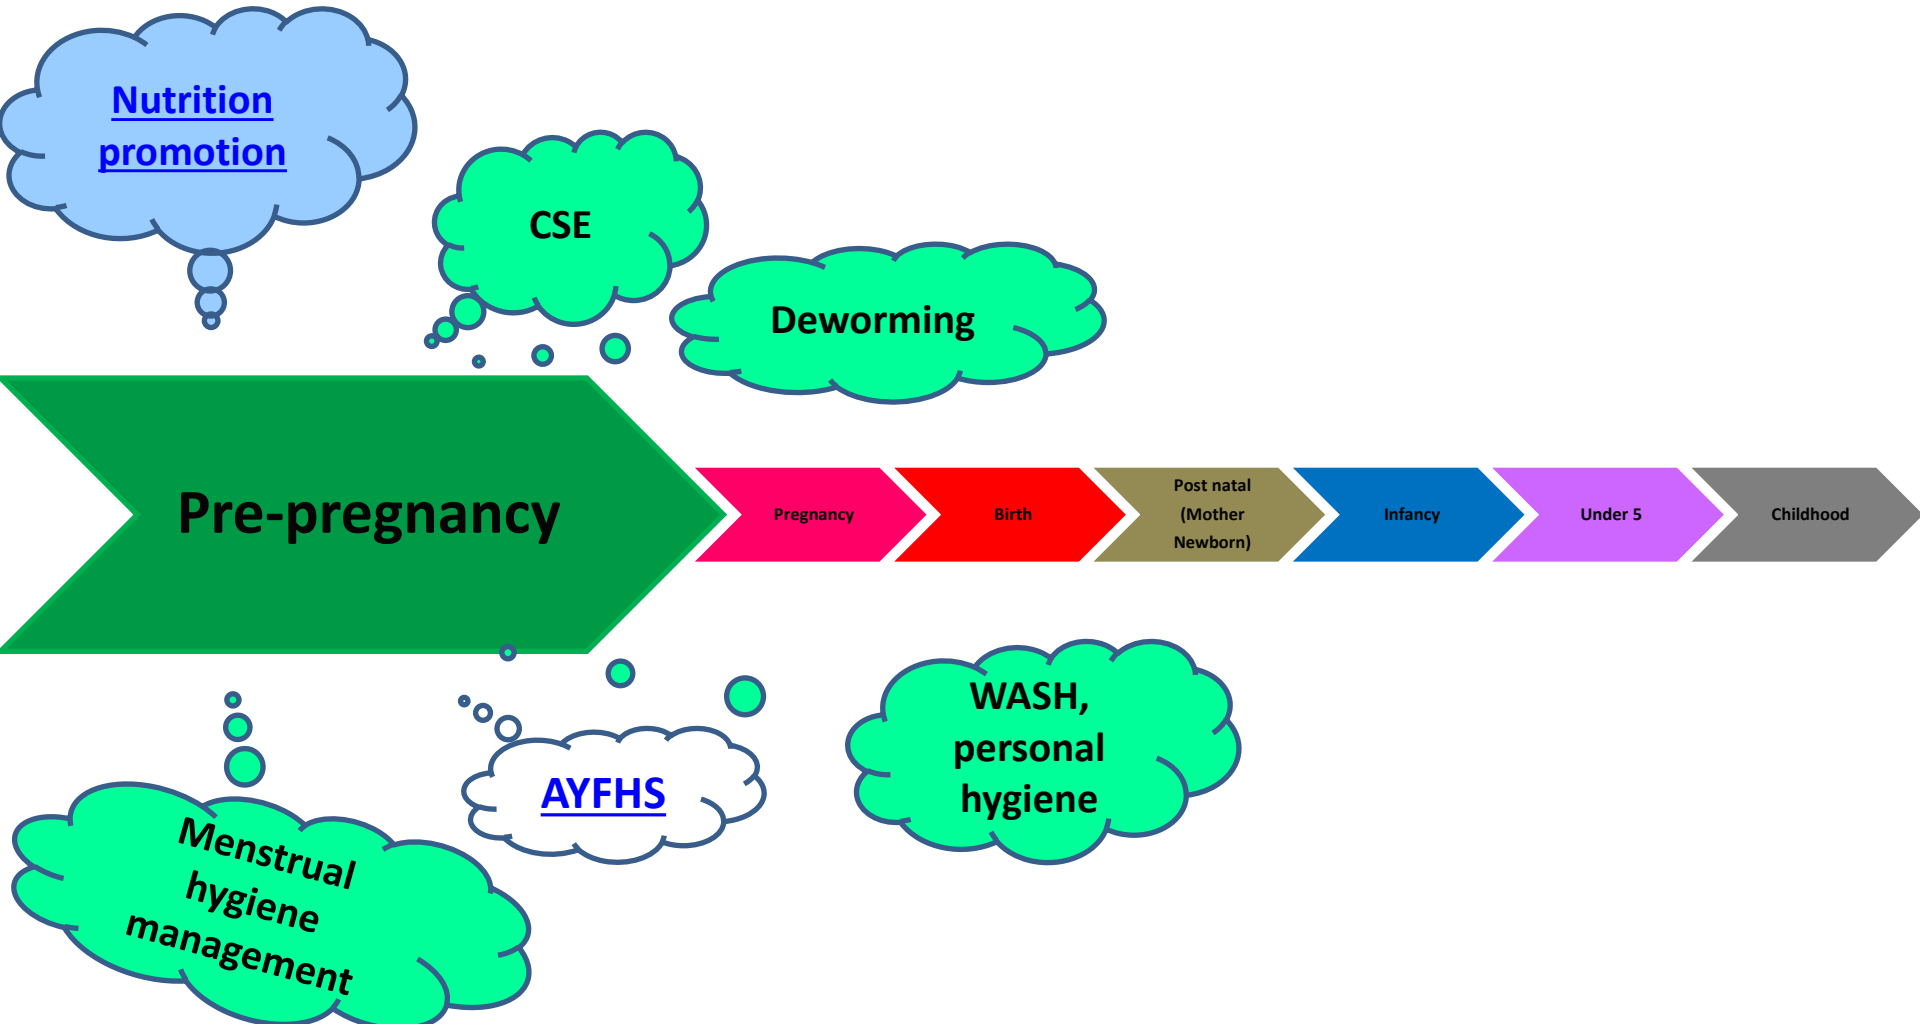 Nutrition
promotion
CSE
Deworming
Pre-pregnancy
Pregnancy
Birth
Post natal
(Mother
Newborn)
Infancy
Under 5
Childhood
WASH,
personal
hygiene
AYFHS
Menstrual
hygiene
management